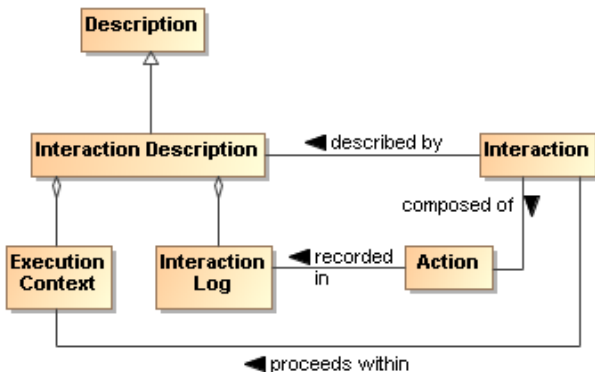 Description
Interaction Description
described by
Interaction
composed of
Execution
Context
Interaction
Log
recorded
in
Action
proceeds within